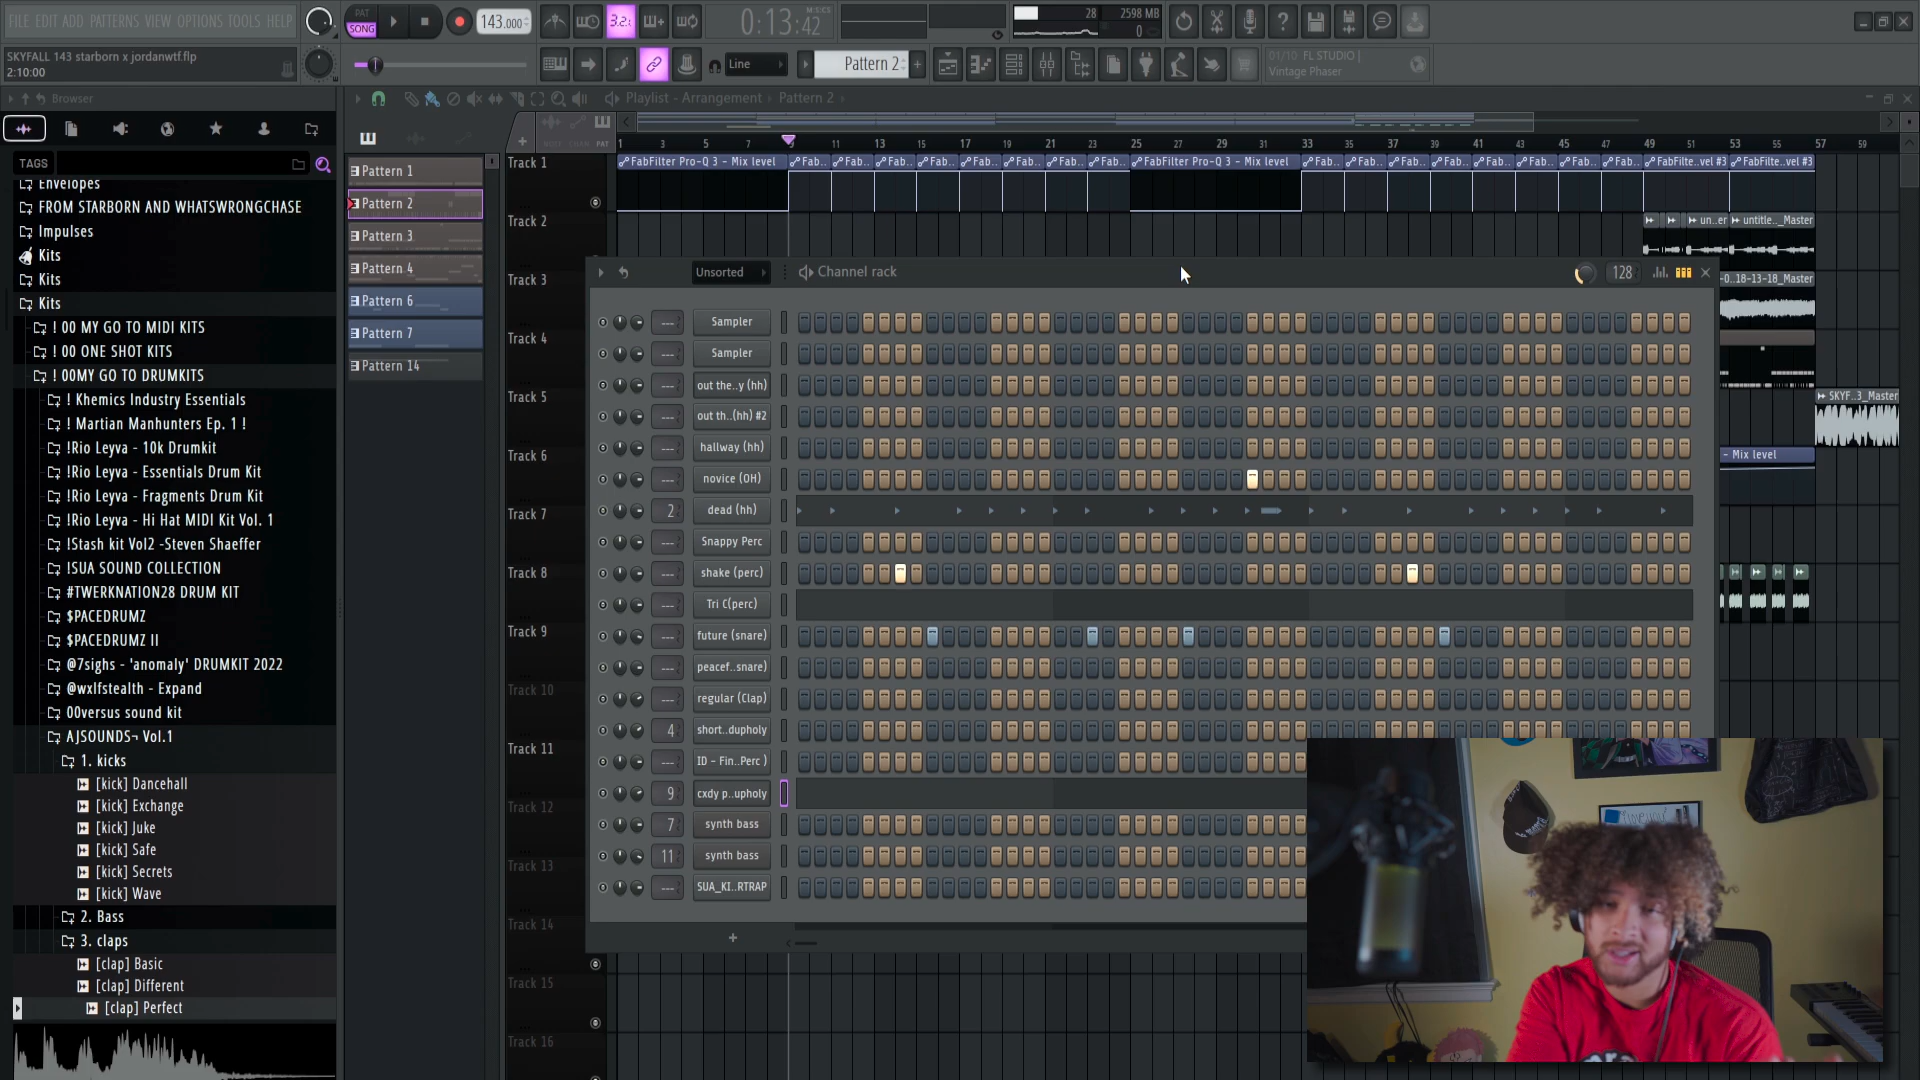 FILE EDIT ADD PATTERNS VIEW OPTIONS TOOLS HELP
PAT
SONG
143.000
3.2.
0:13:42
M:S:CS
28
2598 MB
0
SKYFALL 143 starborn x jordanwtf.flp
2:10:00
Line
Pattern 2
01/10 FL STUDIO |
Vintage Phaser
Browser
Playlist - Arrangement › Pattern 2 ›
TAGS
Envelopes
FROM STARBORN AND WHATSWRONGCHASE
Impulses
Kits
Kits
Kits
! 00 MY GO TO MIDI KITS
! 00 ONE SHOT KITS
! 00MY GO TO DRUMKITS
! Khemics Industry Essentials
! Martian Manhunters Ep. 1 !
!Rio Leyva - 10k Drumkit
!Rio Leyva - Essentials Drum Kit
!Rio Leyva - Fragments Drum Kit
!Rio Leyva - Hi Hat MIDI Kit Vol. 1
!Stash kit Vol2 -Steven Shaeffer
!SUA SOUND COLLECTION
#TWERKNATION28 DRUM KIT
$PACEDRUMZ
$PACEDRUMZ II
@7sighs - 'anomaly' DRUMKIT 2022
@wxlfstealth - Expand
00versus sound kit
AJSOUNDS¬ Vol.1
1. kicks
[kick] Dancehall
[kick] Exchange
[kick] Juke
[kick] Safe
[kick] Secrets
[kick] Wave
2. Bass
3. claps
[clap] Basic
[clap] Different
[clap] Perfect
Pattern 1
Pattern 2
Pattern 3
Pattern 4
Pattern 6
Pattern 7
Pattern 14
1 3 5 7 11 13 15 17 19 21 23 25 27 29 31 33 35 37 39 41 43 45 47 49 51 53 55 57 59
Track 1
FabFilter Pro-Q 3 - Mix level
Fab.. Fab.. Fab.. Fab.. Fab.. Fab.. Fab.. Fab..
FabFilter Pro-Q 3 - Mix level
Fab.. Fab.. Fab.. Fab.. Fab.. Fab.. Fab.. Fab..
FabFilte..vel #3
FabFilte..vel #3
Track 2
un..er
untitle.._Master
Track 3
-0..18-13-18_Master
Track 4
Track 5
SKYF..3_Master
Track 6
- Mix level
Track 7
Track 8
Track 9
Track 10
Track 11
Track 12
Track 13
Track 14
Track 15
Track 16
Unsorted
Channel rack
128
--- Sampler
--- Sampler
--- out the..y (hh)
--- out th..(hh) #2
--- hallway (hh)
--- novice (OH)
2 dead (hh)
--- Snappy Perc
--- shake (perc)
--- Tri C(perc)
--- future (snare)
--- peacef..snare)
--- regular (Clap)
4 short..dupholy
--- ID - Fin..Perc )
9 cxdy p..upholy
7 synth bass
11 synth bass
--- SUA_KI..RTRAP
+